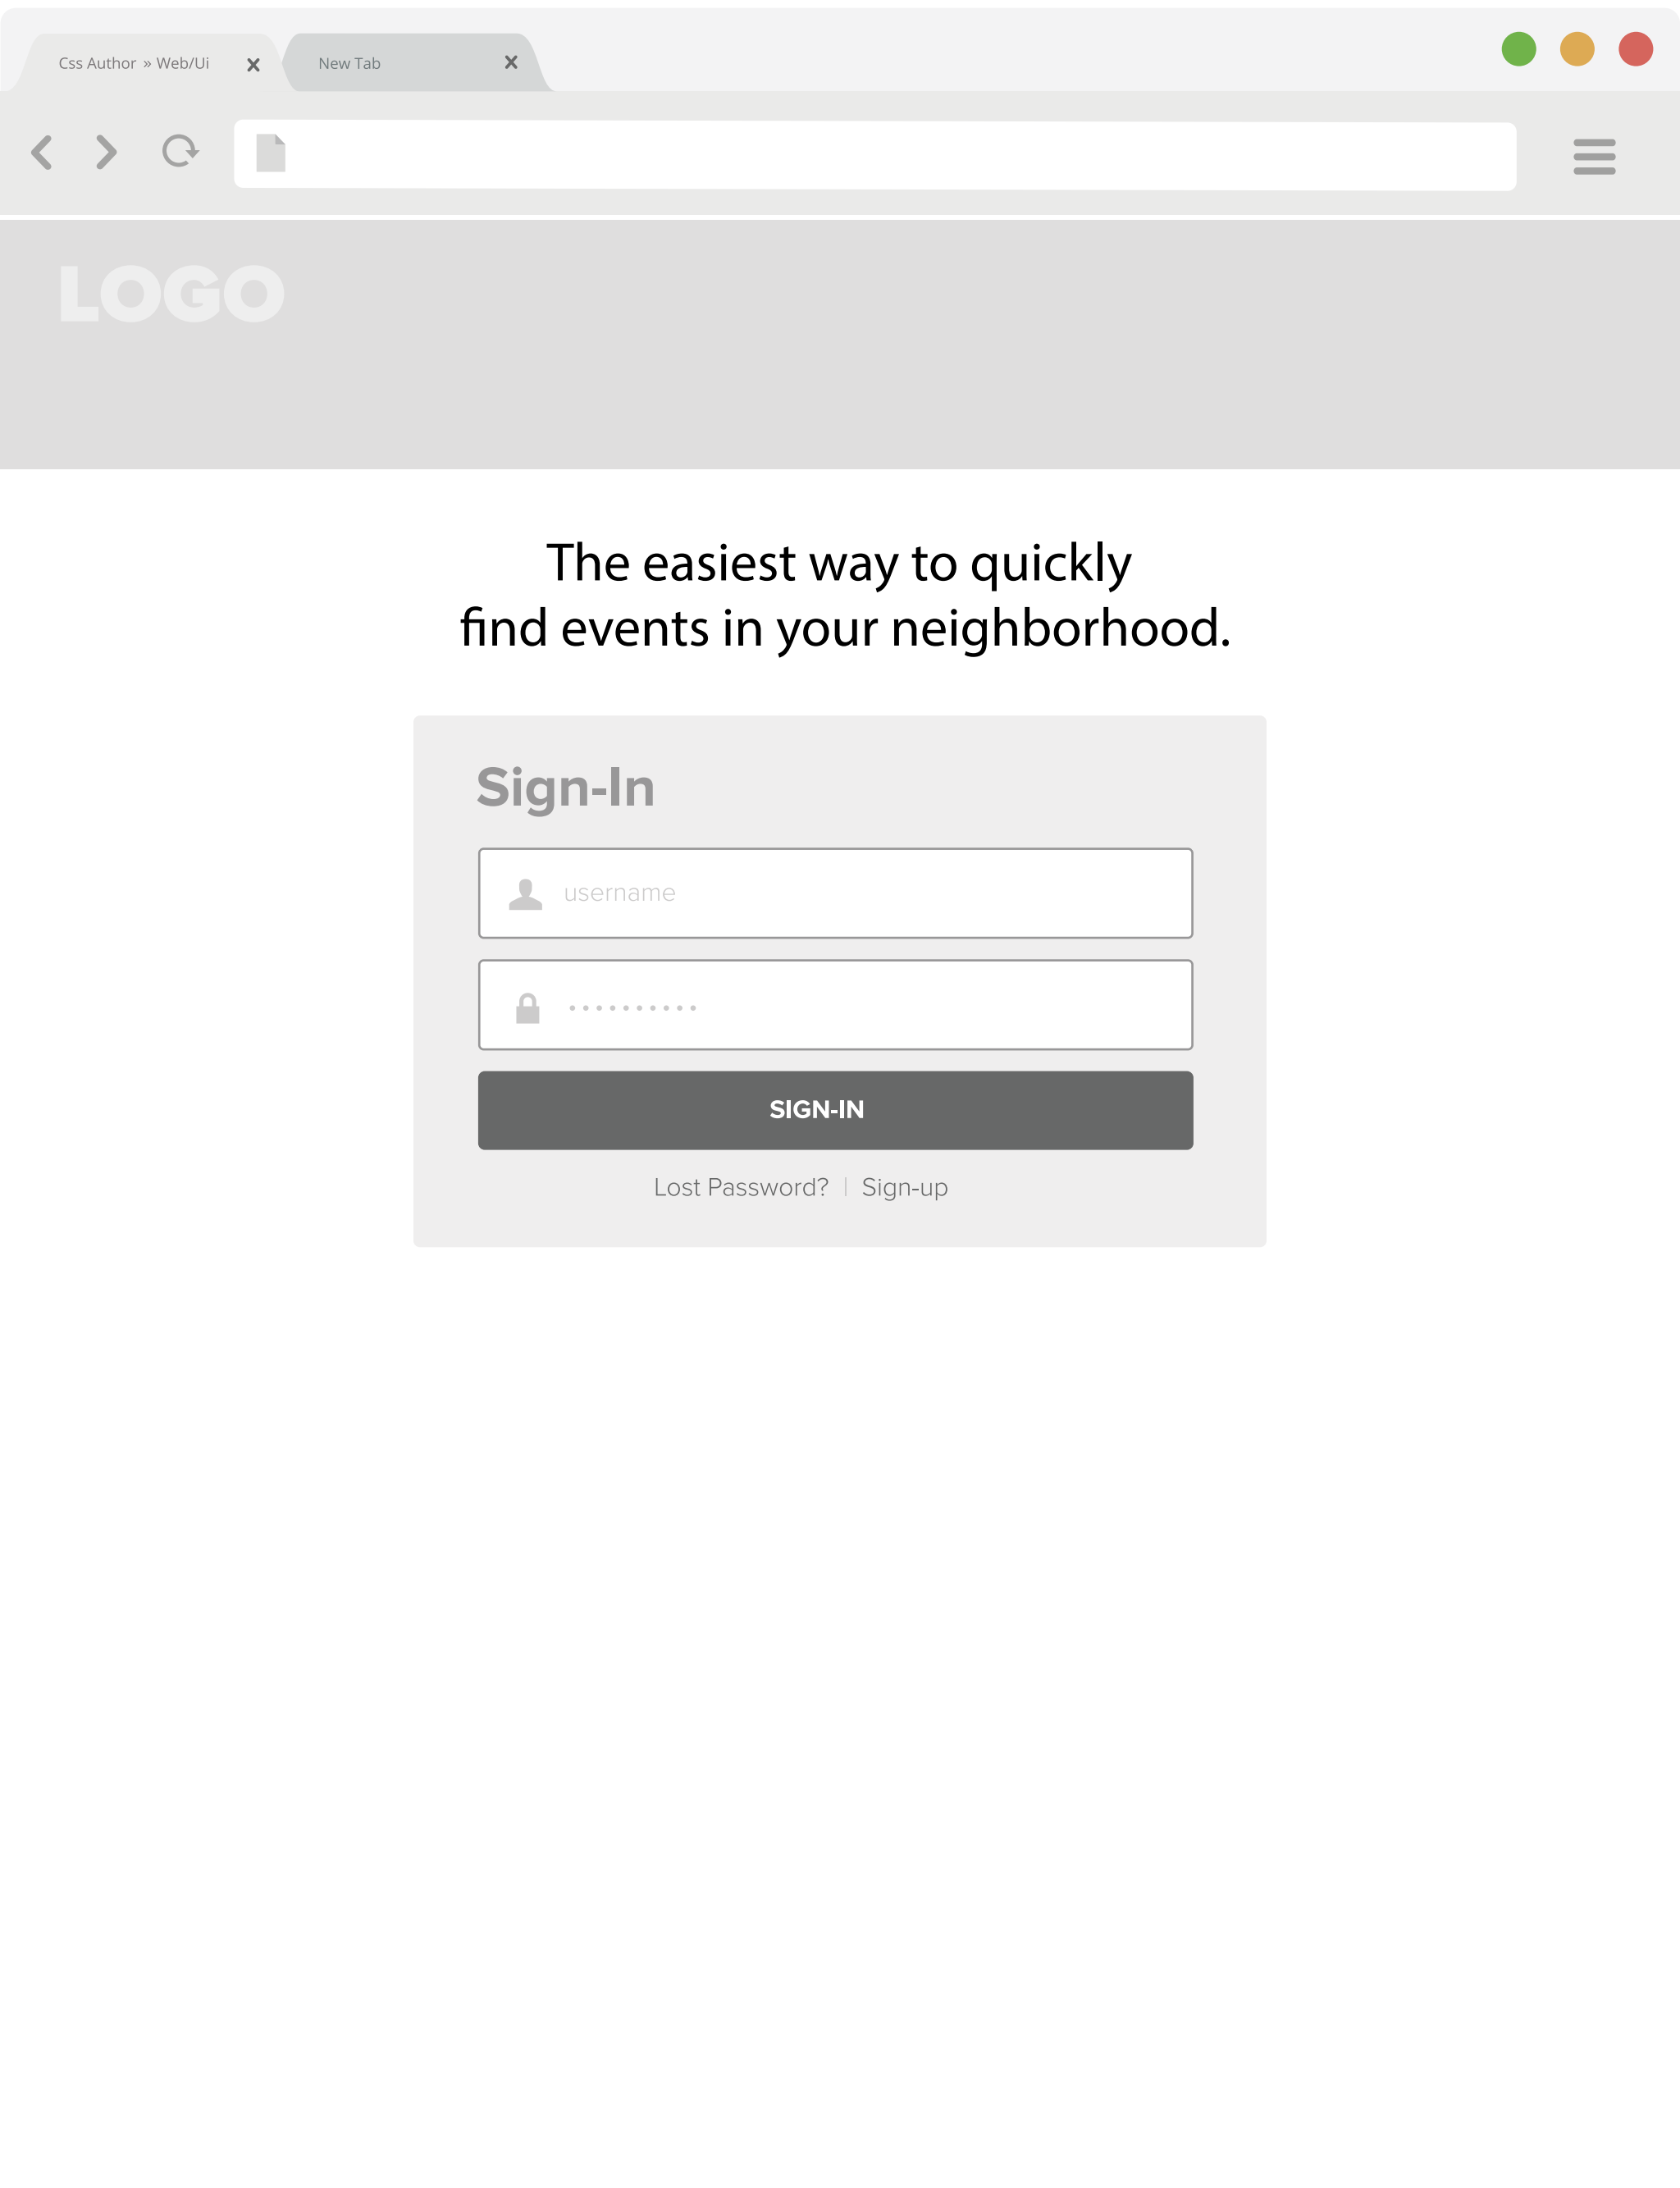 Css Author » Web/Ui
New Tab
LOGO
The easiest way to quickly
find events in your neighborhood.
Sign-In
username
SIGN-IN
Lost Password? | Sign-up